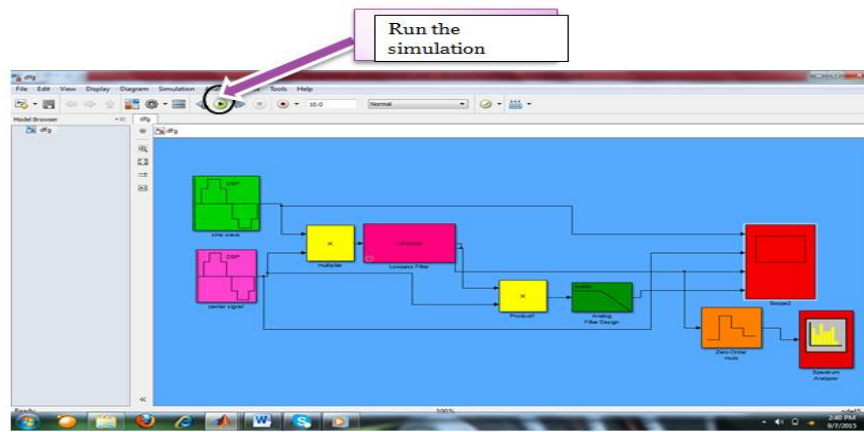 Run the
simulation
dfg
File Edit View Display Diagram Simulation Tools Help
10.0 Normal
Model Browser
dfg
dfg
dfg
DSP
sine wave
DSP
carrier signal
×
multiplier
Lowpass
Lowpass Filter
×
Product1
butter
Analog
Filter Design
Scope2
Zero-Order
Hold
Spectrum
Analyzer
Ready
100%
ode45
2:40 PM
9/7/2015